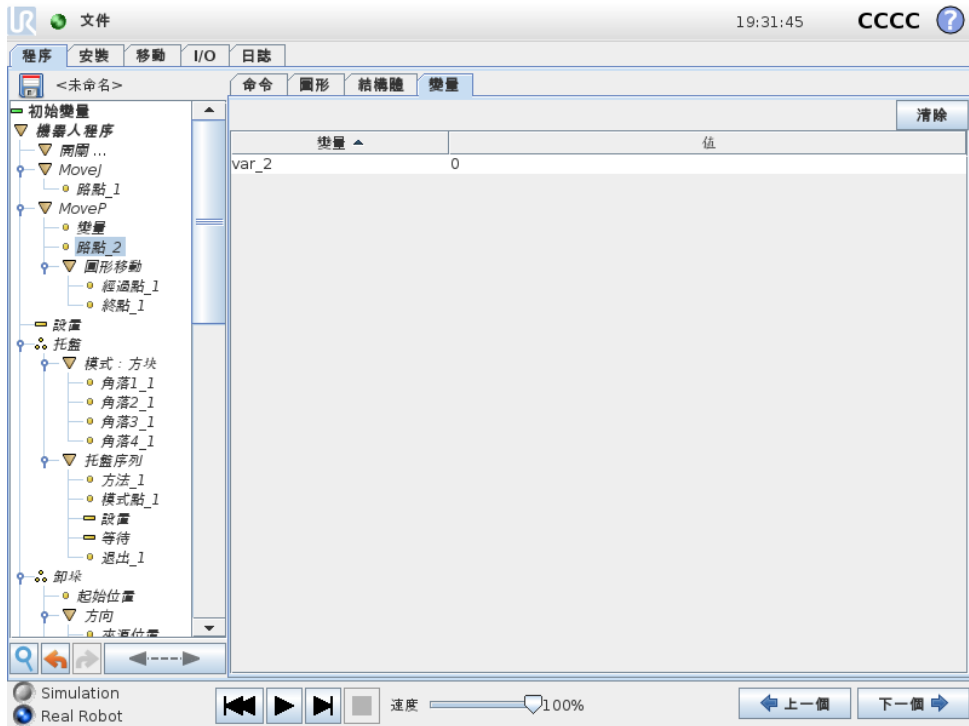 文件
19:31:45
CCCC
?
程序 安裝 移動 I/O 日誌
<未命名>
命令 圖形 結構體 變量
清除
變量 值
var_2 0
初始變量
機器人程序
開關 ...
MoveJ
路點_1
MoveP
變量
路點_2
圓形移動
經過點_1
終點_1
設置
托盤
模式：方块
角落1_1
角落2_1
角落3_1
角落4_1
托盤序列
方法_1
模式點_1
設置
等待
退出_1
卸垛
起始位置
方向
來源位置
Simulation
Real Robot
速度 100%
上一個 下一個